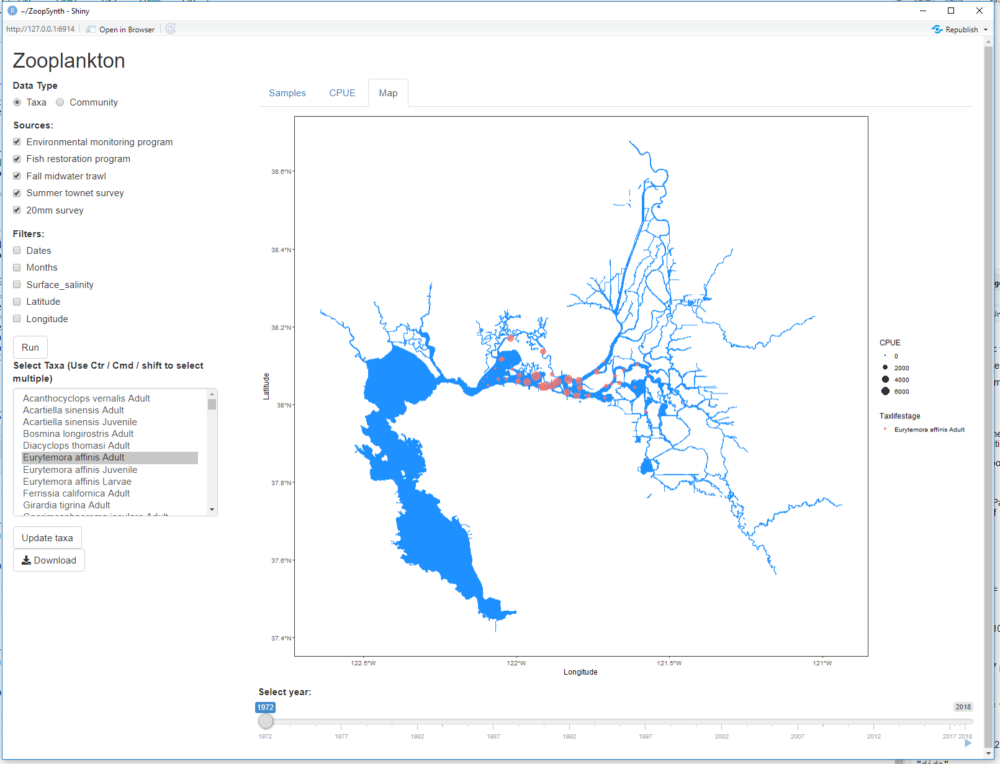 ~/ZoopSynth - Shiny
http://127.0.0.1:6914
Open in Browser
Republish
Zooplankton
Data Type
Taxa
Community
Sources:
Environmental monitoring program
Fish restoration program
Fall midwater trawl
Summer townet survey
20mm survey
Filters:
Dates
Months
Surface_salinity
Latitude
Longitude
Run
Select Taxa (Use Ctr / Cmd / shift to select
multiple)
Acanthocyclops vernalis Adult
Acartiella sinensis Adult
Acartiella sinensis Juvenile
Bosmina longirostris Adult
Diacyclops thomasi Adult
Eurytemora affinis Adult
Eurytemora affinis Juvenile
Eurytemora affinis Larvae
Ferrissia californica Adult
Girardia tigrina Adult
Update taxa
Download
Samples
CPUE
Map
38.6°N
38.4°N
38.2°N
38°N
37.8°N
37.6°N
37.4°N
Latitude
122.5°W
122°W
121.5°W
121°W
Longitude
CPUE
0
2000
4000
6000
Taxlifestage
Eurytemora affinis Adult
Select year:
1972
2018
1972
1977
1982
1987
1992
1997
2002
2007
2012
2017
2018